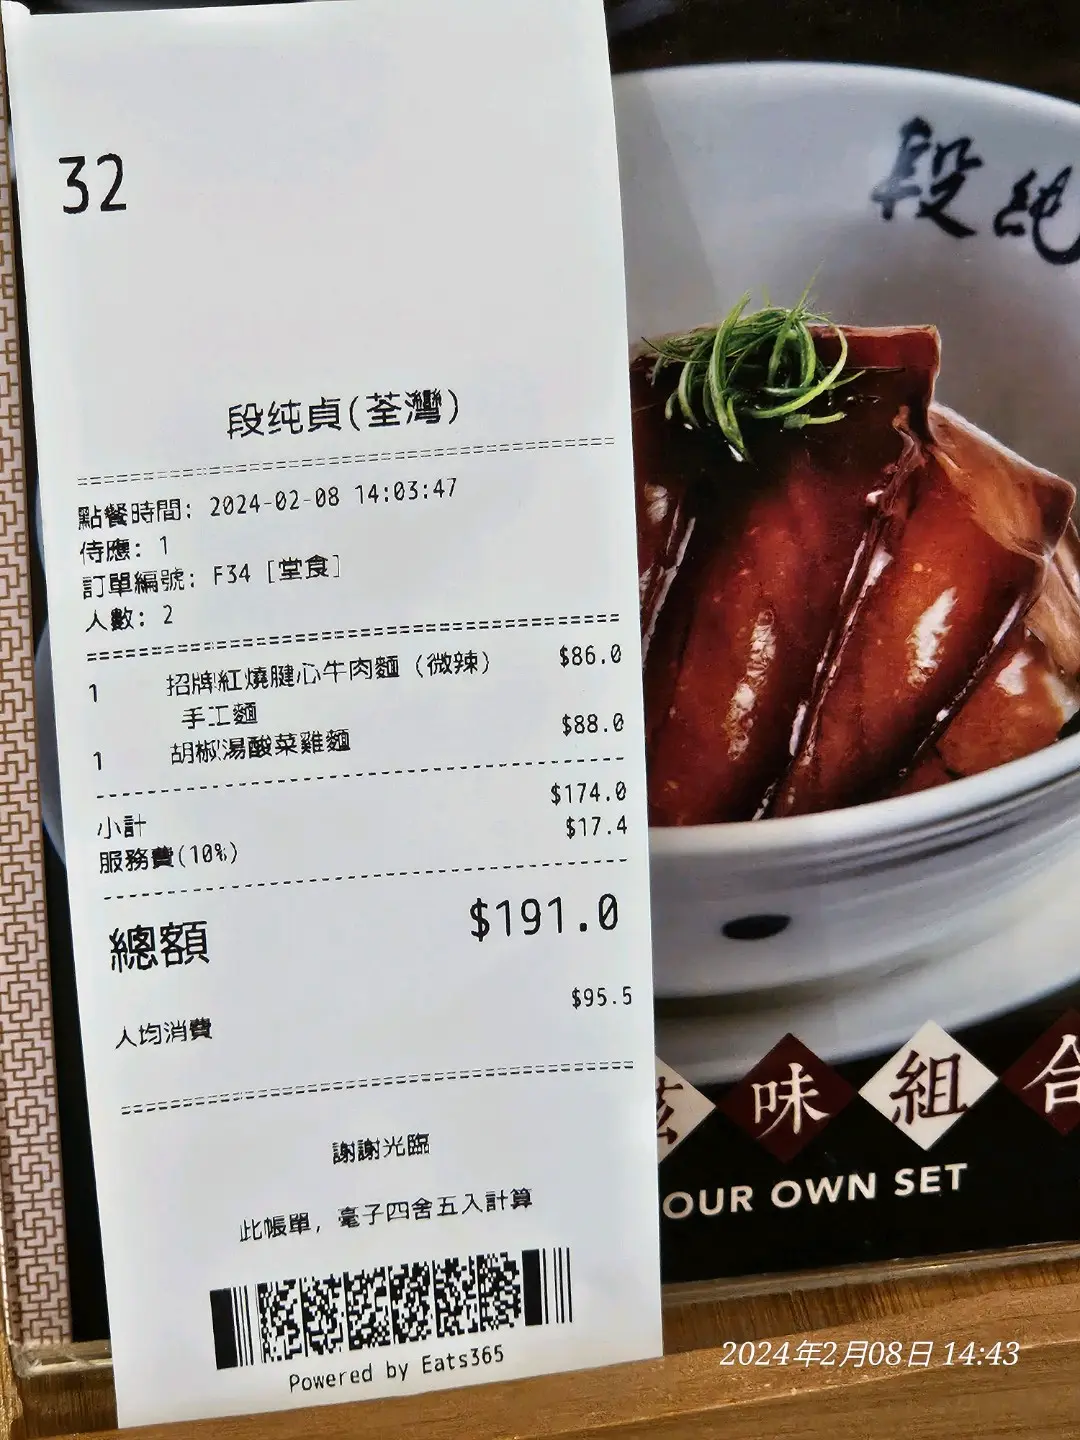 32
段纯貞(荃灣)
點餐時間: 2024-02-08 14:03:47
侍應: 1
訂單編號: F34 [堂食]
人數: 2
1 招牌紅燒腱心牛肉麵 (微辣) $86.0
手工麵
1 胡椒湯酸菜雞麵 $88.0
小計 $174.0
服務費(10%) $17.4
總額 $191.0
人均消費 $95.5
謝謝光臨
此帳單, 毫子四舍五入計算
Powered by Eats365
段純
味組合
OUR OWN SET
2024年2月08日 14:43